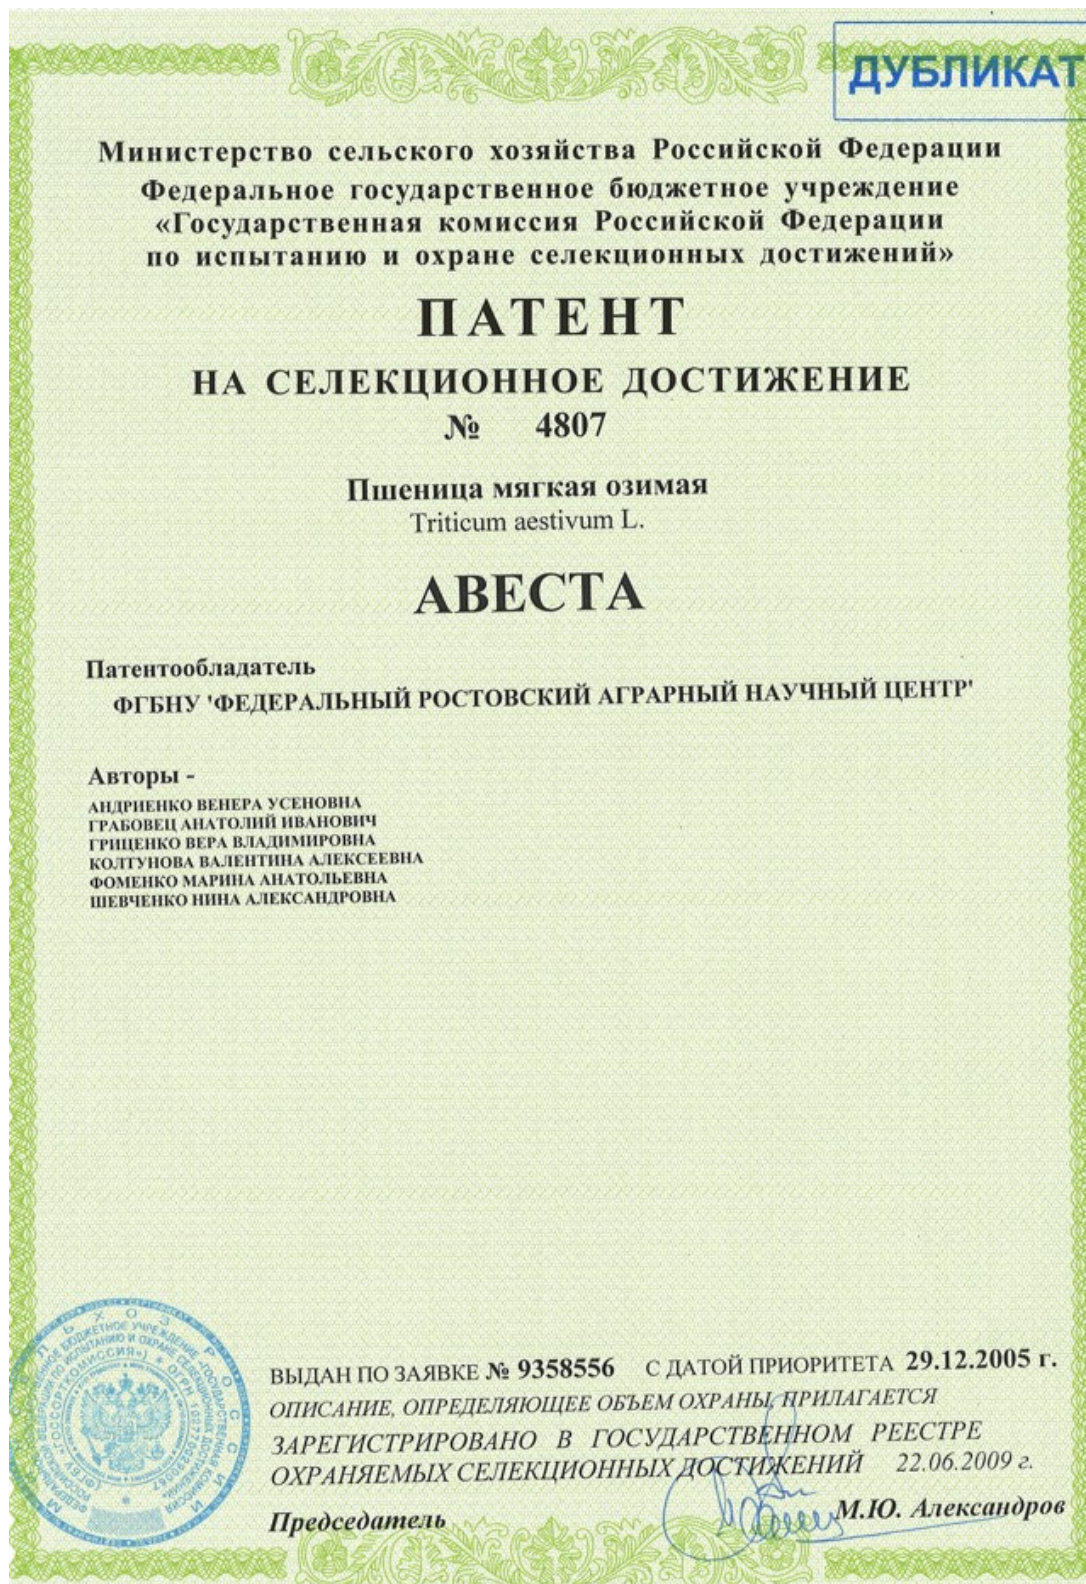 ДУБЛИКАТ
Министерство сельского хозяйства Российской Федерации
Федеральное государственное бюджетное учреждение
«Государственная комиссия Российской Федерации
по испытанию и охране селекционных достижений»
ПАТЕНТ
НА СЕЛЕКЦИОННОЕ ДОСТИЖЕНИЕ
№ 4807
Пшеница мягкая озимая
Triticum aestivum L.
АВЕСТА
Патентообладатель
ФГБНУ 'ФЕДЕРАЛЬНЫЙ РОСТОВСКИЙ АГРАРНЫЙ НАУЧНЫЙ ЦЕНТР'
Авторы -
АНДРИЕНКО ВЕНЕРА УСЕНОВНА
ГРАБОВЕЦ АНАТОЛИЙ ИВАНОВИЧ
ГРИЦЕНКО ВЕРА ВЛАДИМИРОВНА
КОЛТУНОВА ВАЛЕНТИНА АЛЕКСЕЕВНА
ФОМЕНКО МАРИНА АНАТОЛЬЕВНА
ШЕВЧЕНКО НИНА АЛЕКСАНДРОВНА
ВЫДАН ПО ЗАЯВКЕ № 9358556 С ДАТОЙ ПРИОРИТЕТА 29.12.2005 г.
ОПИСАНИЕ, ОПРЕДЕЛЯЮЩЕЕ ОБЪЕМ ОХРАНЫ, ПРИЛАГАЕТСЯ
ЗАРЕГИСТРИРОВАНО В ГОСУДАРСТВЕННОМ РЕЕСТРЕ
ОХРАНЯЕМЫХ СЕЛЕКЦИОННЫХ ДОСТИЖЕНИЙ 22.06.2009 г.
Председатель М.Ю. Александров